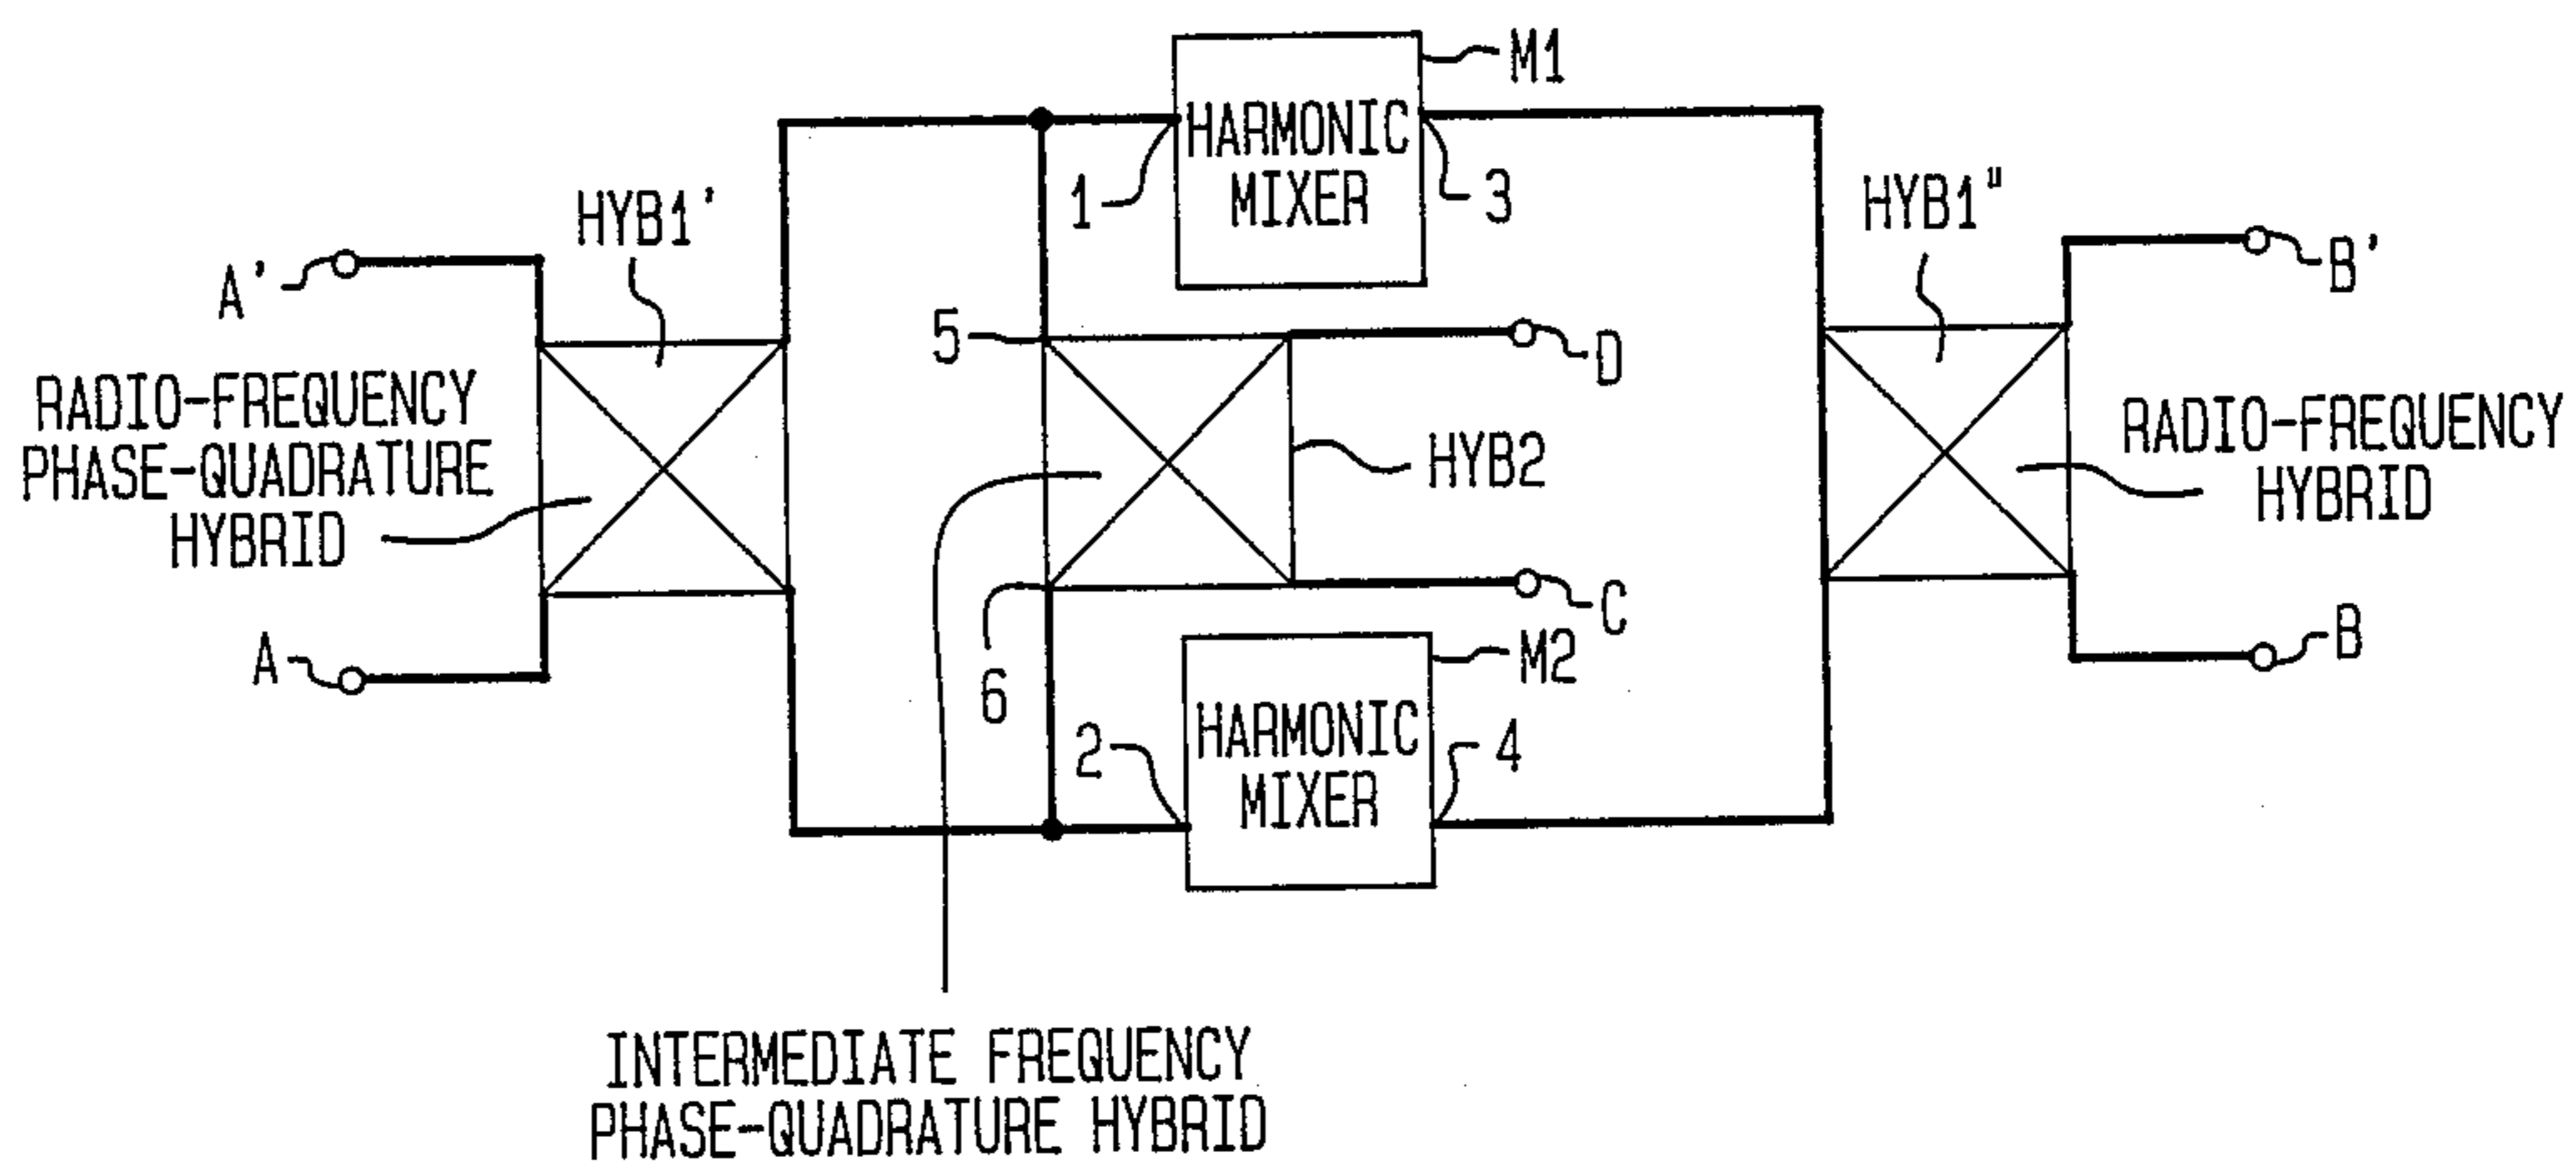 M1
HARMONIC
MIXER
1
3
HYB1'
HYB1"
A'
B'
5
D
RADIO-FREQUENCY
PHASE-QUADRATURE
HYBRID
HYB2
RADIO-FREQUENCY
HYBRID
A
6
C
M2
B
HARMONIC
MIXER
2
4
INTERMEDIATE FREQUENCY
PHASE-QUADRATURE HYBRID